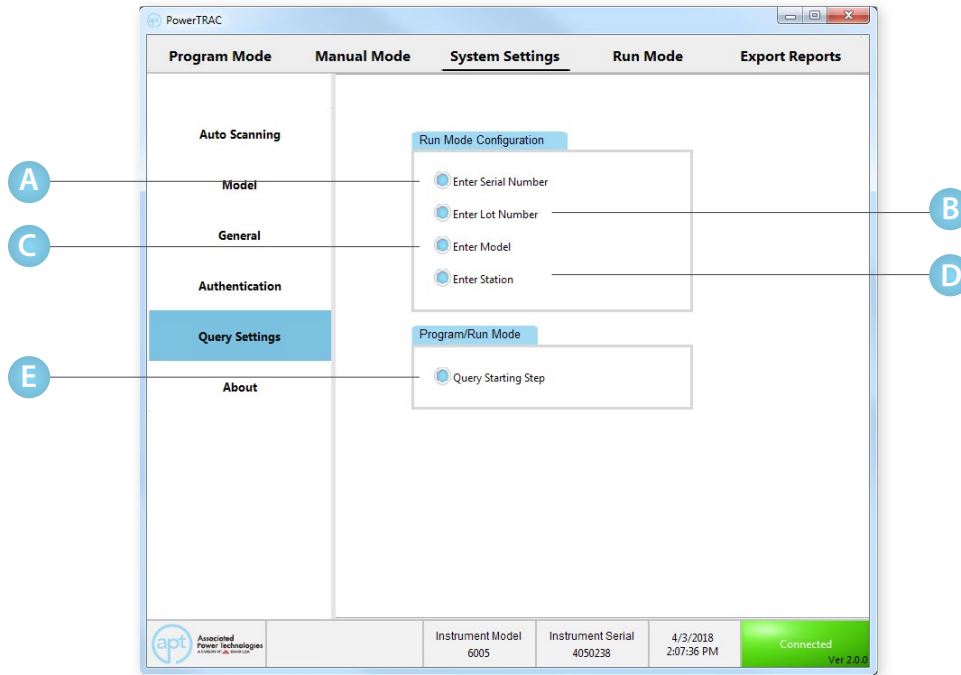 PowerTRAC
Program Mode Manual Mode System Settings Run Mode Export Reports
Auto Scanning
Model
General
Authentication
Query Settings
About
Run Mode Configuration
Enter Serial Number
Enter Lot Number
Enter Model
Enter Station
Program/Run Mode
Query Starting Step
A
B
C
D
E
apt
Associated
Power Technologies
Instrument Model
6005
Instrument Serial
4050238
4/3/2018
2:07:36 PM
Connected
Ver 2.0.0